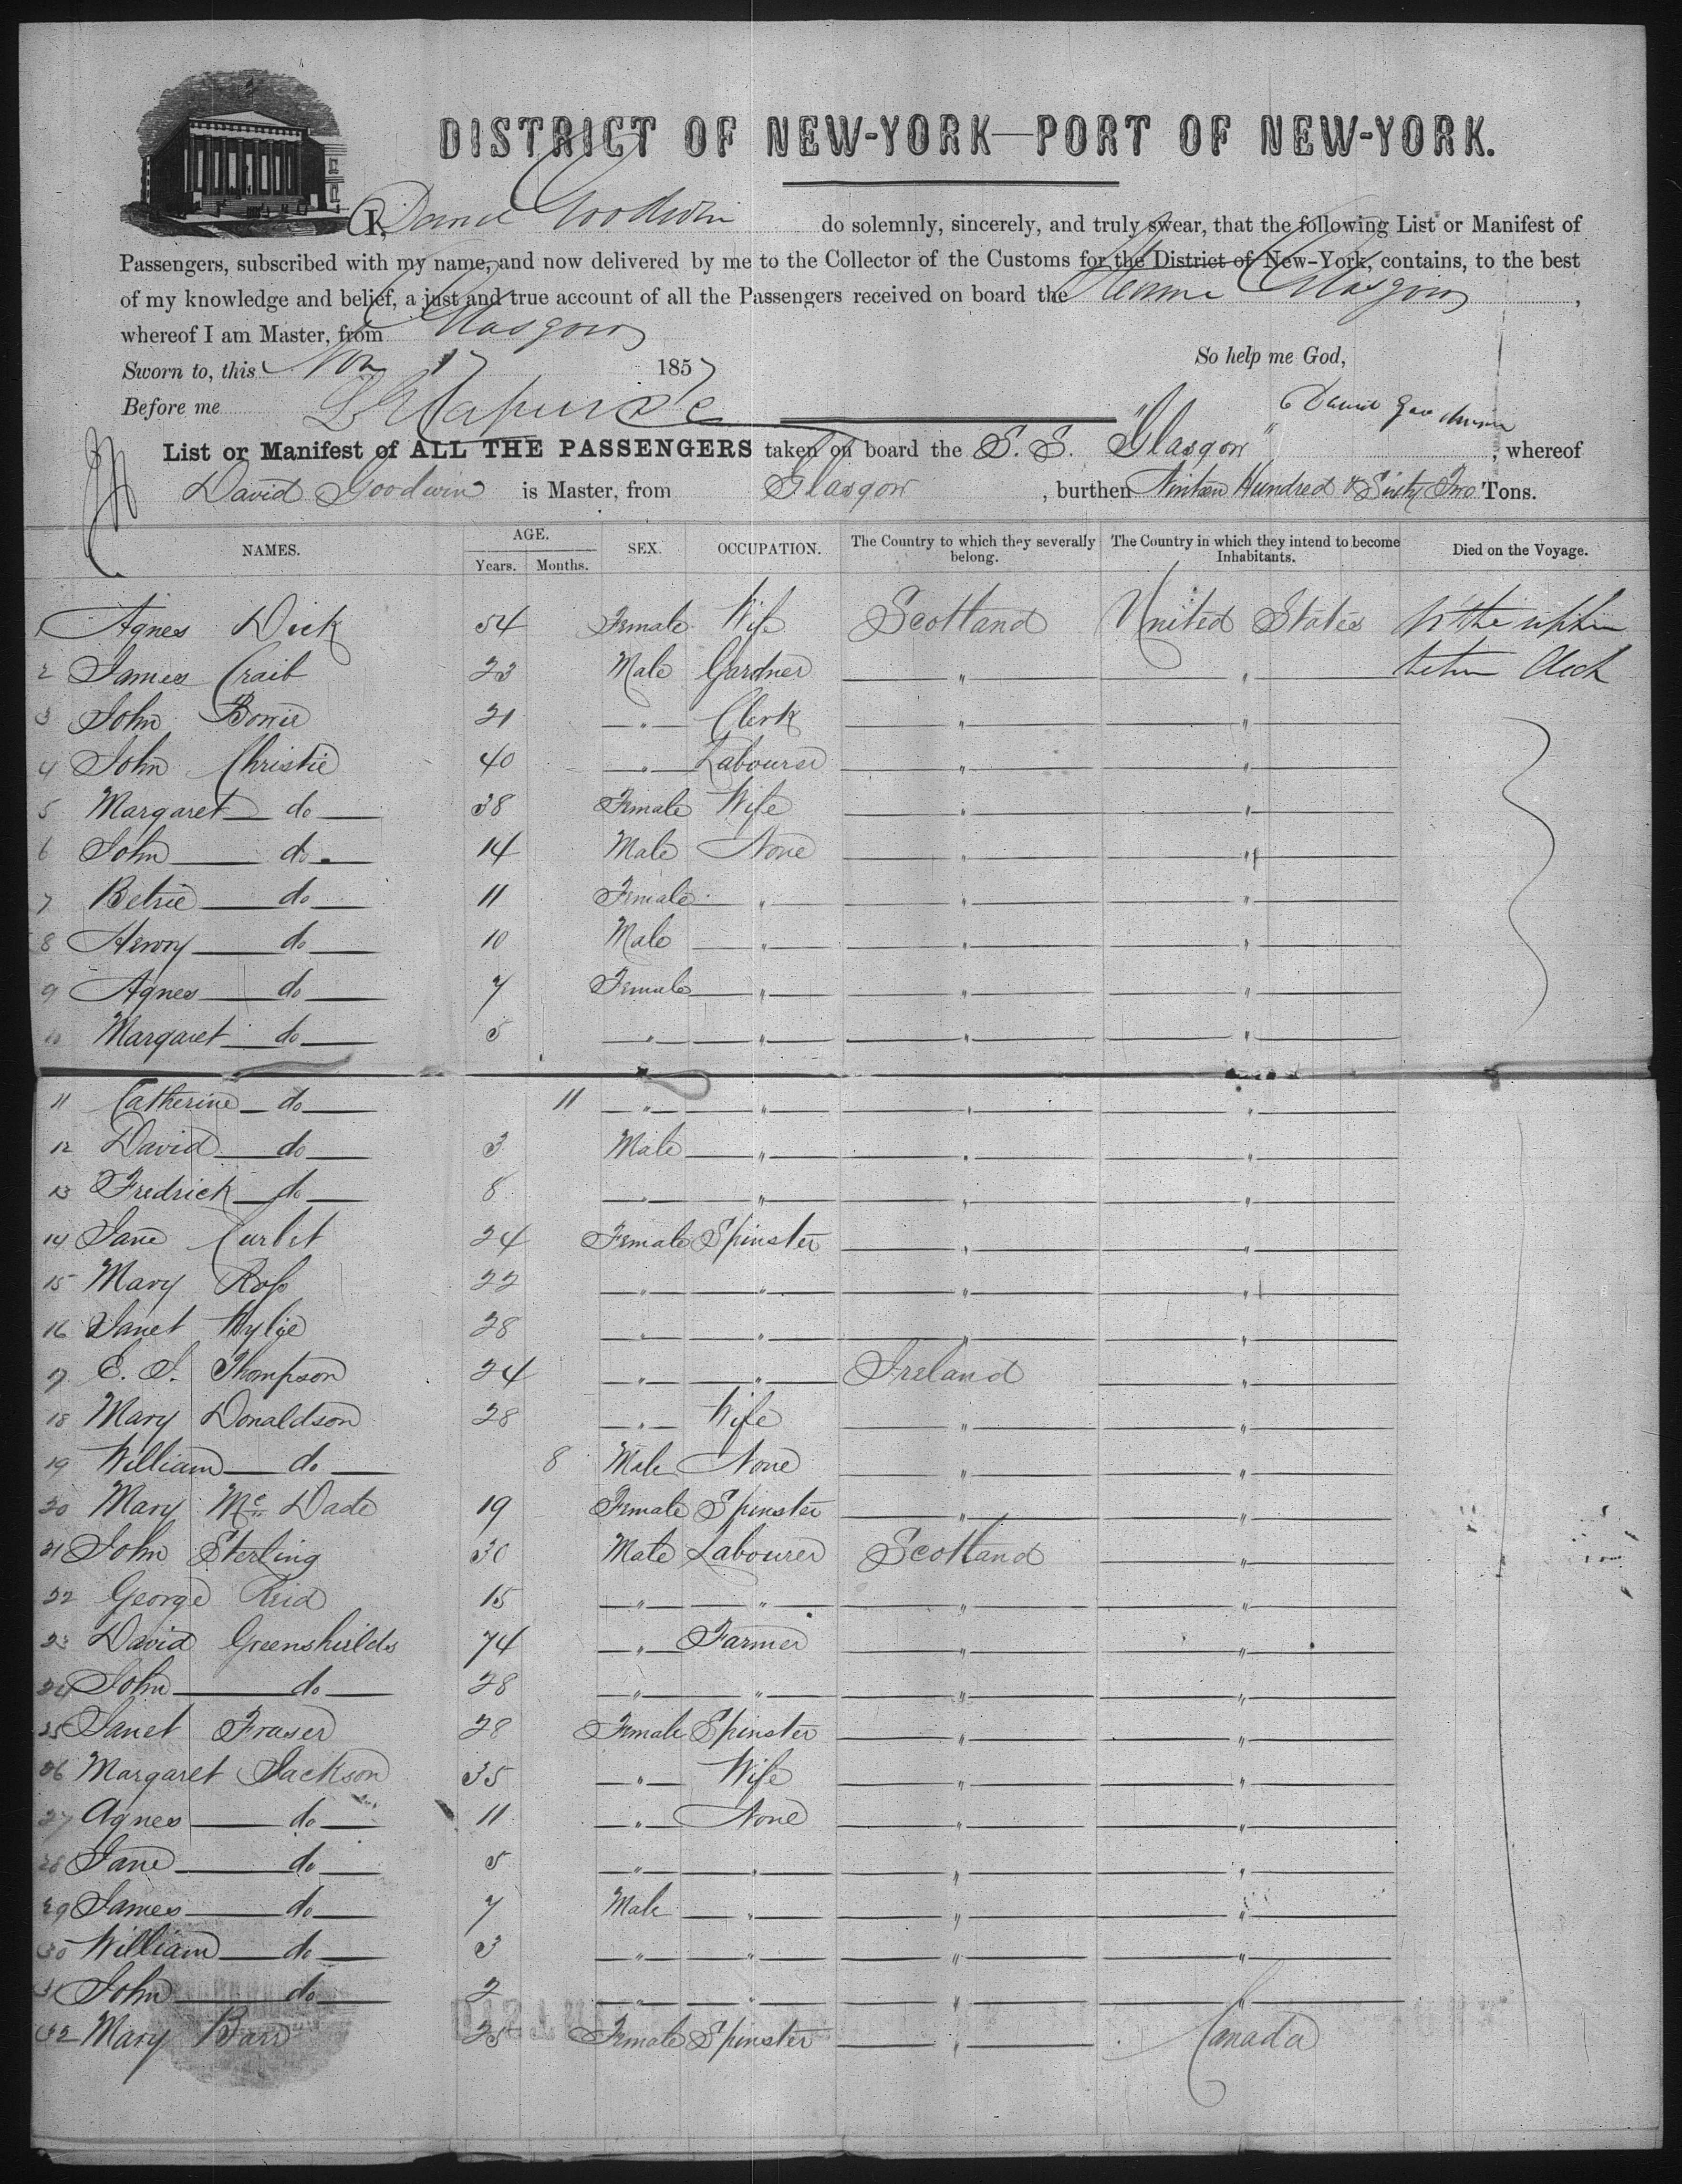 DISTRICT OF NEW-YORK—PORT OF NEW-YORK.
I, David Goodwin do solemnly, sincerely, and truly swear, that the following List or Manifest of
Passengers, subscribed with my name, and now delivered by me to the Collector of the Customs for the District of New-York, contains, to the best
of my knowledge and belief, a just and true account of all the Passengers received on board the Steamer Glasgow,
whereof I am Master, from Glasgow
Sworn to, this Nov 17 1857 So help me God,
Before me David Goodwin
List or Manifest of ALL THE PASSENGERS taken on board the S. S. "Glasgow", whereof
David Goodwin is Master, from Glasgow, burthen Ninteen Hundred & Sixty Two Tons.
NAMES. AGE. Years. Months. SEX. OCCUPATION. The Country to which they severally belong. The Country in which they intend to become Inhabitants. Died on the Voyage.
1 Agnes Dick 54 Female Wife Scotland United States
2 James Craib 23 Male Gardner " "
3 John Bowie 21 " Clerk " "
4 John Christie 40 " Labourer " "
5 Margaret do 38 Female Wife " "
6 John do 14 Male None " "
7 Betsie do 11 Female " " "
8 Henry do 10 Male " " "
9 Agnes do 7 Female " " "
10 Margaret do 5 " " " "
11 Catherine do 11 " " " "
12 David do 3 Male " " "
13 Fredrick do 8 " " " "
14 Jane Curbet 24 Female Spinster " "
15 Mary Ross 22 " " " "
16 Janet Wylie 28 " " " "
17 E. J. Thompson 24 " " Ireland "
18 Mary Donaldson 28 " Wife " "
19 William do 8 Male None " "
20 Mary McDade 19 Female Spinster " "
21 John Sterling 30 Male Labourer Scotland "
22 George Reid 15 " " " "
23 David Greenshields 74 " Farmer " "
24 John do 28 " " " "
25 Janet Fraser 28 Female Spinster " "
26 Margaret Jackson 35 " Wife " "
27 Agnes do 11 " None " "
28 Jane do 5 " " " "
29 James do 7 Male " " "
30 William do 3 " " " "
31 John do 2 " " " "
32 Mary Barr 25 Female Spinster " Canada